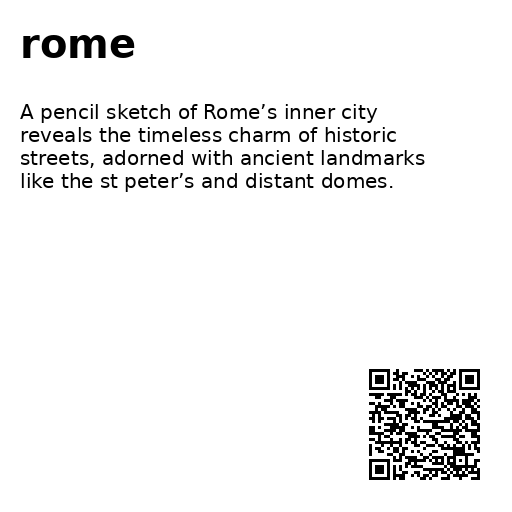 rome
A pencil sketch of Rome’s inner city
reveals the timeless charm of historic
streets, adorned with ancient landmarks
like the st peter’s and distant domes.